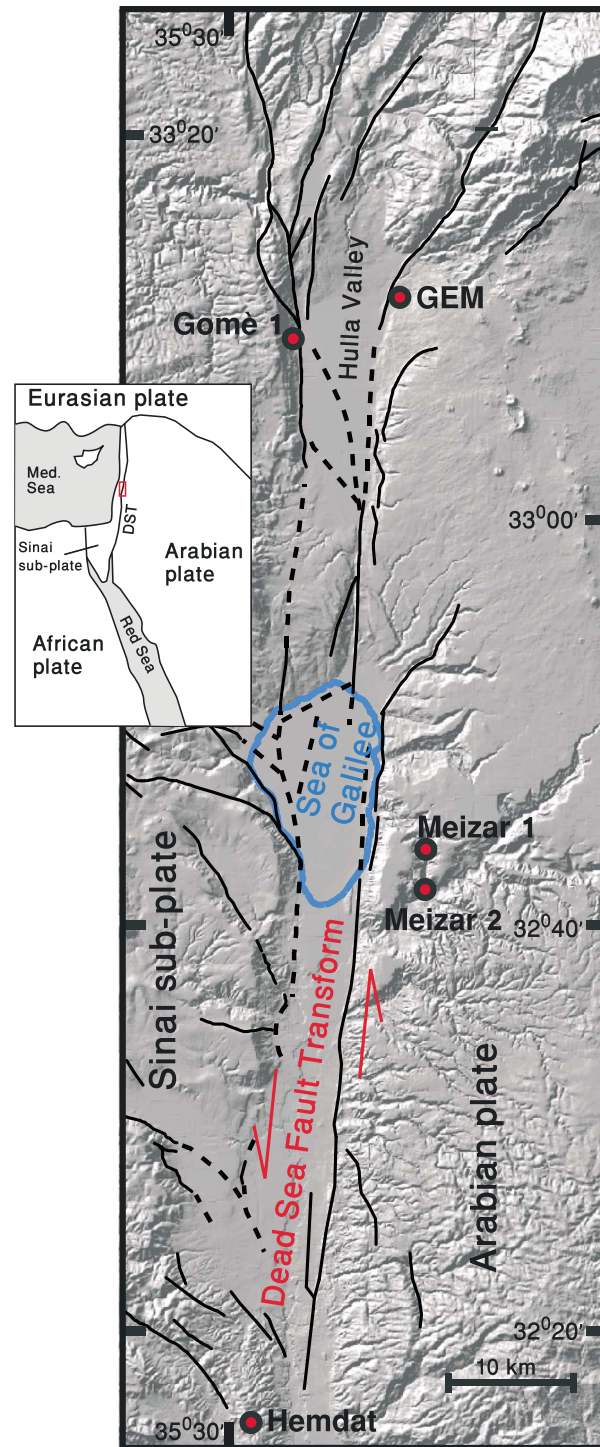 35⁰30'
33⁰20'
Hulla Valley
GEM
Gomè 1
Eurasian plate
Med.
Sea
DST
Sinai
sub-plate
Arabian
plate
African
plate
Red Sea
33⁰00'
Sea of
Galilee
Meizar 1
Meizar 2
32⁰40'
Sinai sub-plate
Dead Sea Fault Transform
Arabian plate
32⁰20'
10 km
35⁰30'
Hemdat